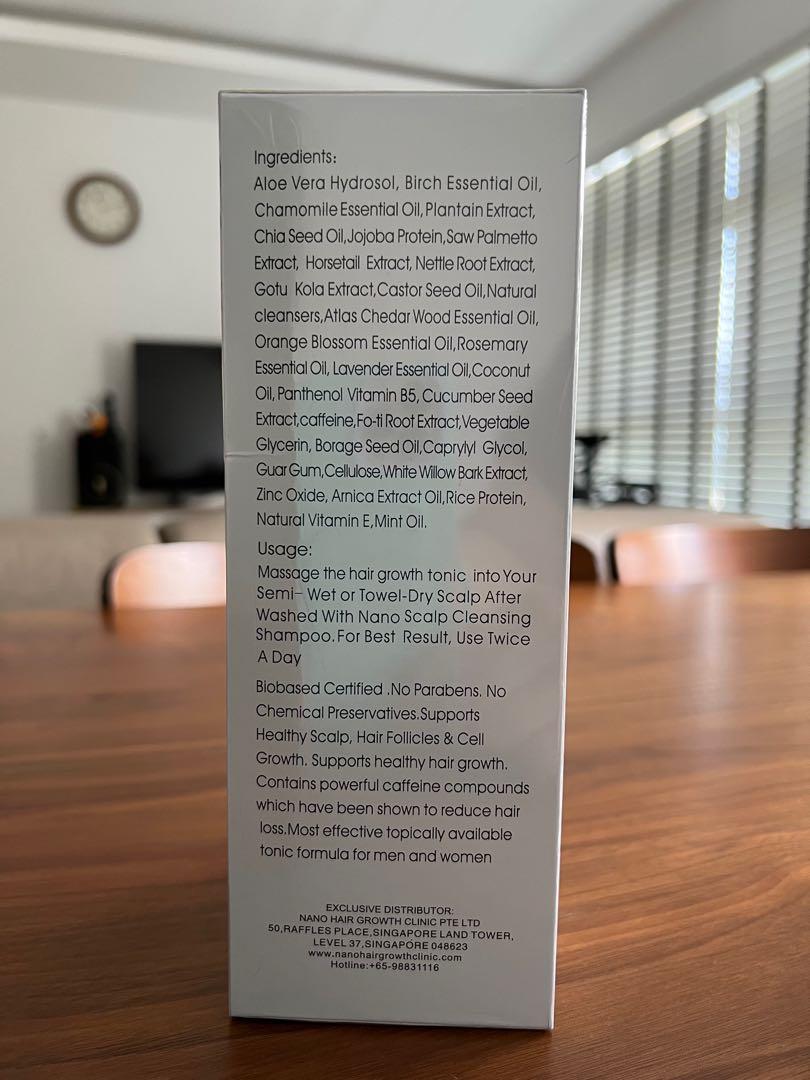 Ingredients:
Aloe Vera Hydrosol, Birch Essential Oil,
Chamomile Essential Oil,Plantain Extract,
Chia Seed Oil,Jojoba Protein,Saw Palmetto
Extract, Horsetail Extract, Nettle Root Extract,
Gotu Kola Extract,Castor Seed Oil,Natural
cleansers,Atlas Chedar Wood Essential Oil,
Orange Blossom Essential Oil,Rosemary
Essential Oil, Lavender Essential Oil,Coconut
Oil, Panthenol Vitamin B5, Cucumber Seed
Extract,caffeine,Fo-ti Root Extract,Vegetable
Glycerin, Borage Seed Oil,Caprylyl Glycol,
Guar Gum,Cellulose,White Willow Bark Extract,
Zinc Oxide, Arnica Extract Oil,Rice Protein,
Natural Vitamin E,Mint Oil.
Usage:
Massage the hair growth tonic into Your
Semi- Wet or Towel-Dry Scalp After
Washed With Nano Scalp Cleansing
Shampoo.For Best Result, Use Twice
A Day
Biobased Certified .No Parabens. No
Chemical Preservatives.Supports
Healthy Scalp, Hair Follicles & Cell
Growth. Supports healthy hair growth.
Contains powerful caffeine compounds
which have been shown to reduce hair
loss.Most effective topically available
tonic formula for men and women
EXCLUSIVE DISTRIBUTOR:
NANO HAIR GROWTH CLINIC PTE LTD
50,RAFFLES PLACE,SINGAPORE LAND TOWER,
LEVEL 37,SINGAPORE 048623
www.nanohairgrowthclinic.com
Hotline:+65-98831116